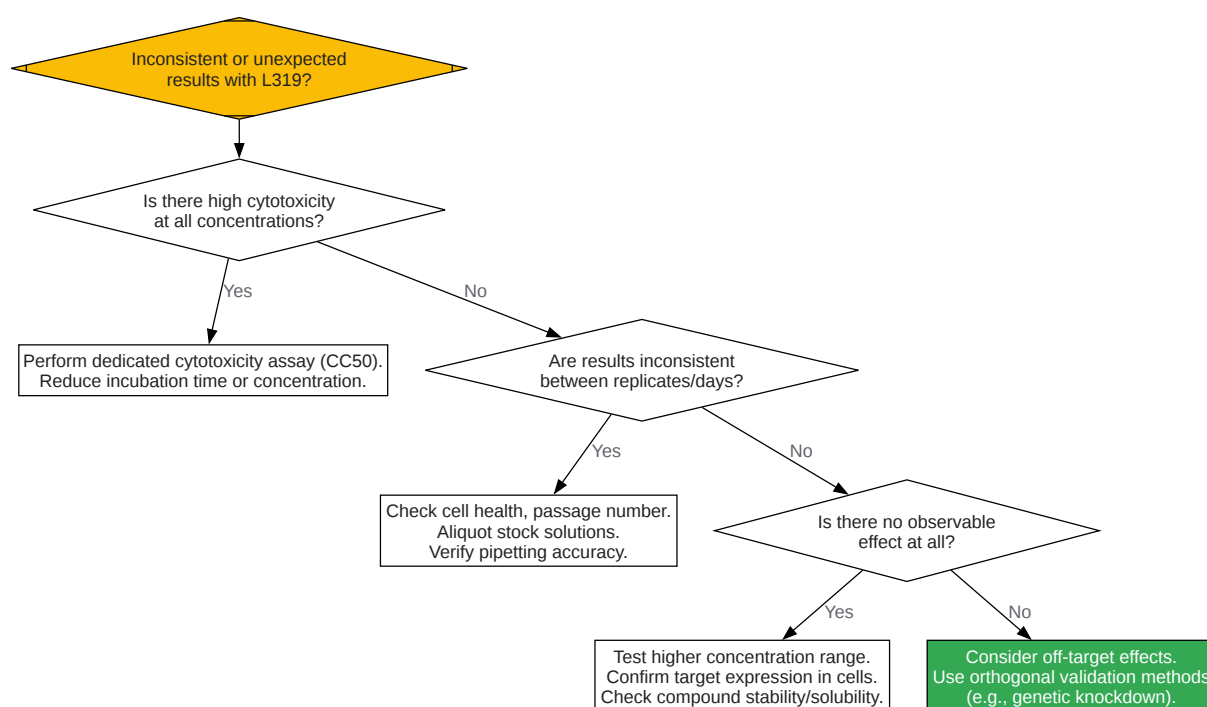 Inconsistent or unexpected
results with L319?
Is there high cytotoxicity
at all concentrations?
Yes
No
Perform dedicated cytotoxicity assay (CC50).
Reduce incubation time or concentration.
Are results inconsistent
between replicates/days?
Yes
No
Check cell health, passage number.
Aliquot stock solutions.
Verify pipetting accuracy.
Is there no observable
effect at all?
Yes
No
Test higher concentration range.
Confirm target expression in cells.
Check compound stability/solubility.
Consider off-target effects.
Use orthogonal validation methods
(e.g., genetic knockdown).